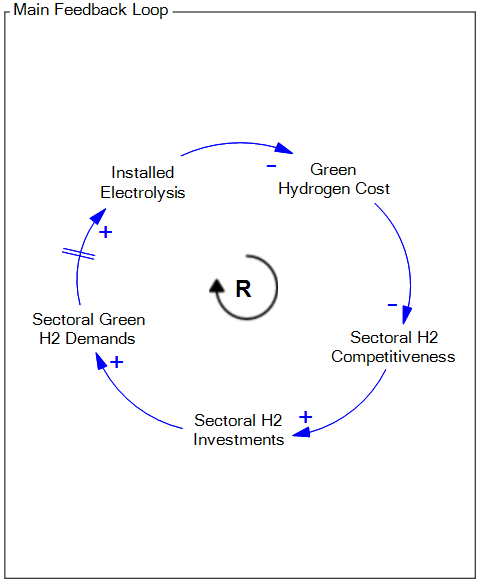 Main Feedback Loop
Installed
Electrolysis
-
Green
Hydrogen Cost
+
R
Sectoral Green
H2 Demands
-
Sectoral H2
Competitiveness
+
Sectoral H2
Investments
+